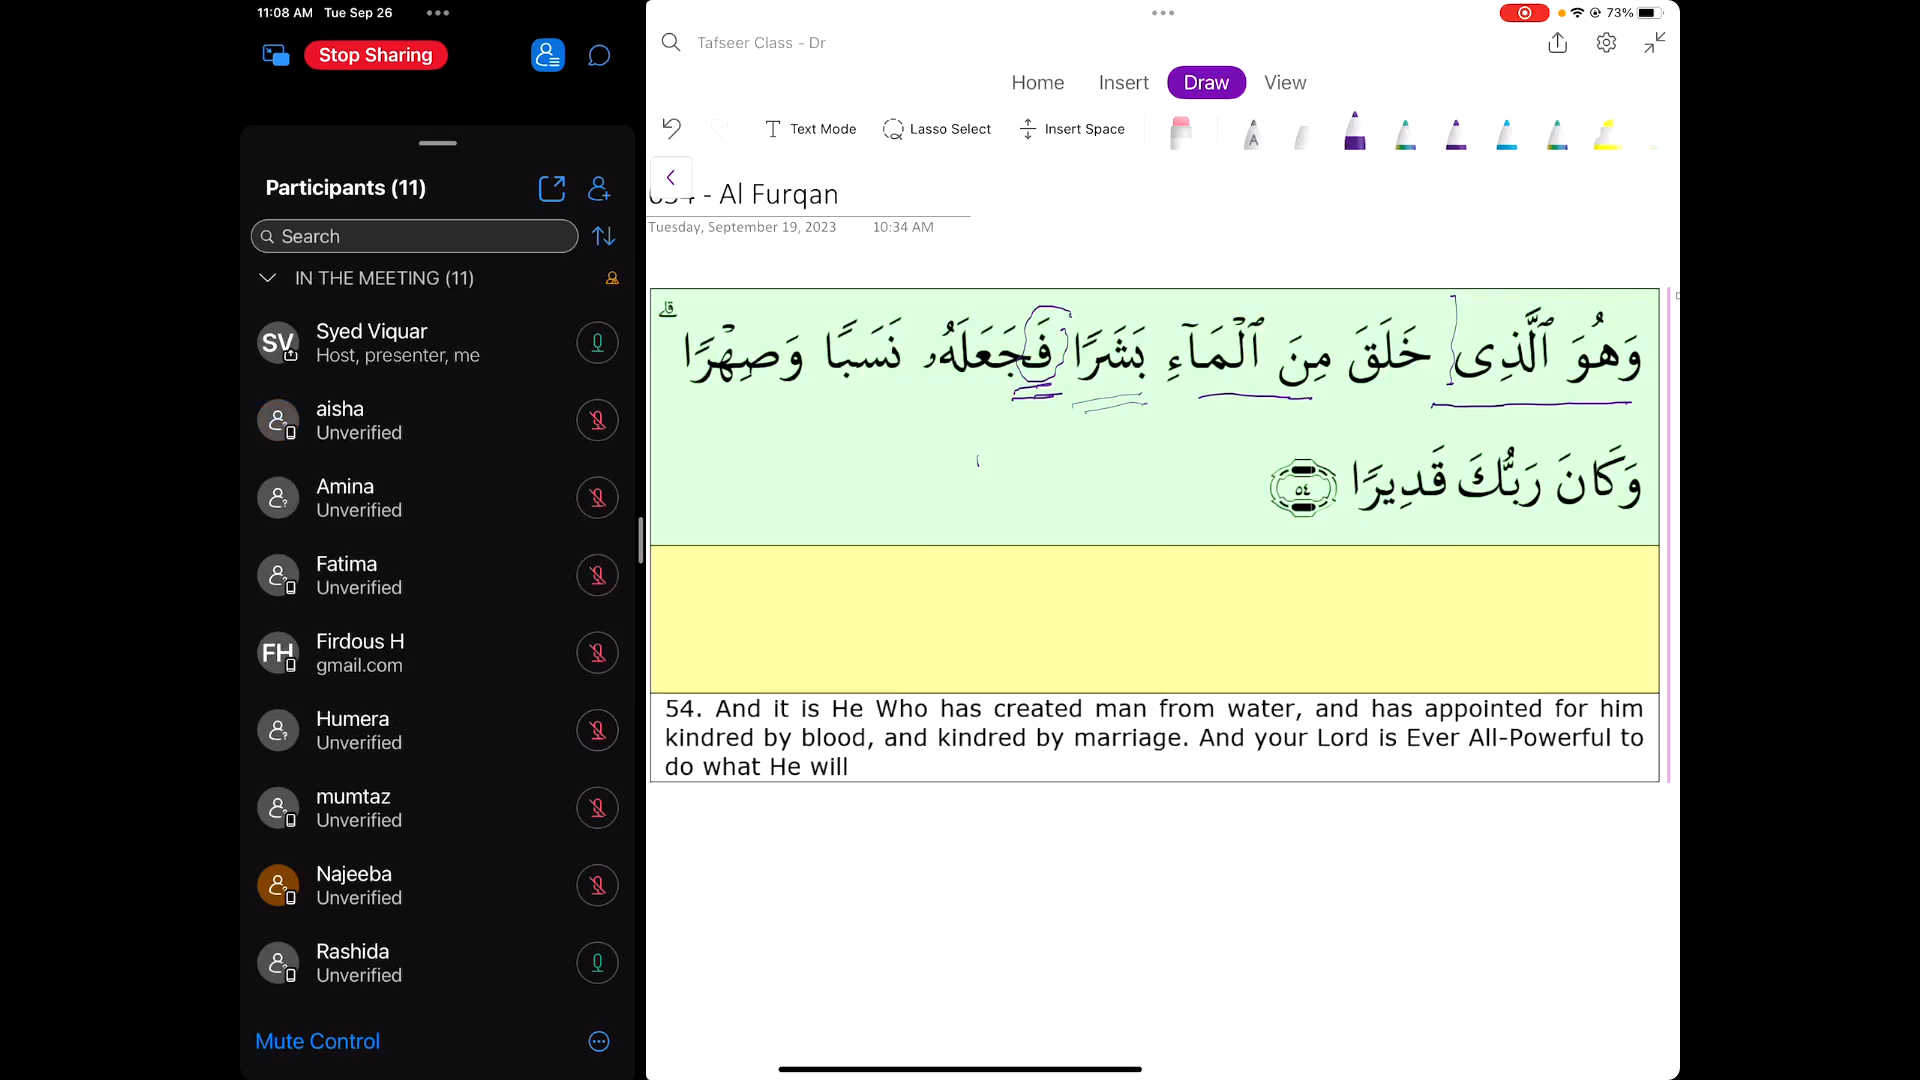 11:08 AM Tue Sep 26
Stop Sharing
Participants (11)
Search
IN THE MEETING (11)
SV
Syed Viquar
Host, presenter, me
aisha
Unverified
Amina
Unverified
Fatima
Unverified
FH
Firdous H
gmail.com
Humera
Unverified
mumtaz
Unverified
Najeeba
Unverified
Rashida
Unverified
Mute Control
73%
Tafseer Class - Dr
Home Insert Draw View
Text Mode Lasso Select Insert Space
A
- Al Furqan
Tuesday, September 19, 2023 10:34 AM
وَهُوَ ٱلَّذِى خَلَقَ مِنَ ٱلْمَآءِ بَشَرًا فَجَعَلَهُۥ نَسَبًا وَصِهْرًا
وَكَانَ رَبُّكَ قَدِيرًا ٥٤
54. And it is He Who has created man from water, and has appointed for him
kindred by blood, and kindred by marriage. And your Lord is Ever All-Powerful to
do what He will